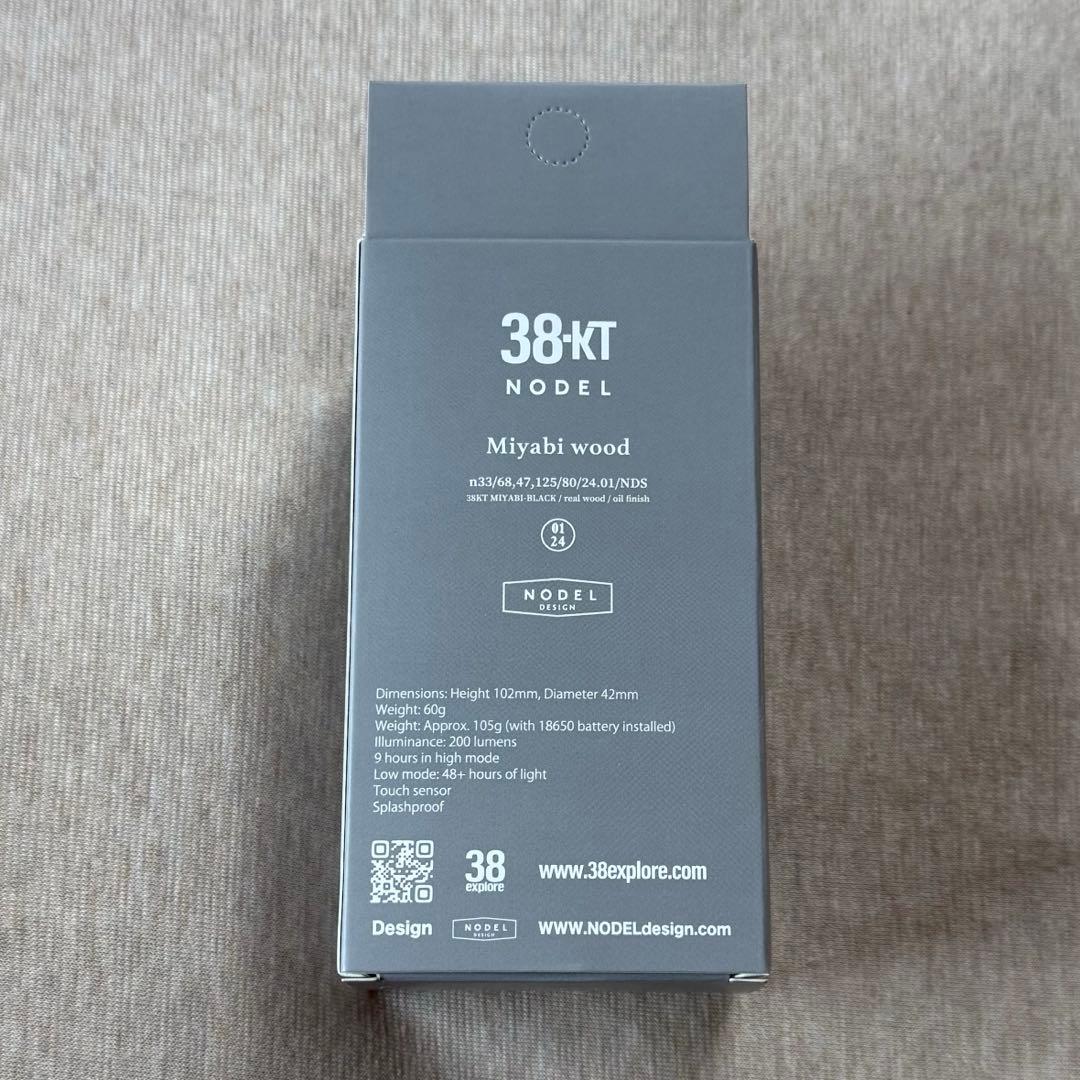 38-KT
NODEL
Miyabi wood
n33/68,47,125/80/24.01/NDS
38KT MIYABI-BLACK / real wood / oil finish
01
24
NODEL
DESIGN
Dimensions: Height 102mm, Diameter 42mm
Weight: 60g
Weight: Approx. 105g (with 18650 battery installed)
Illuminance: 200 lumens
9 hours in high mode
Low mode: 48+ hours of light
Touch sensor
Splashproof
38
explore
www.38explore.com
Design
NODEL
DESIGN
WWW.NODELdesign.com